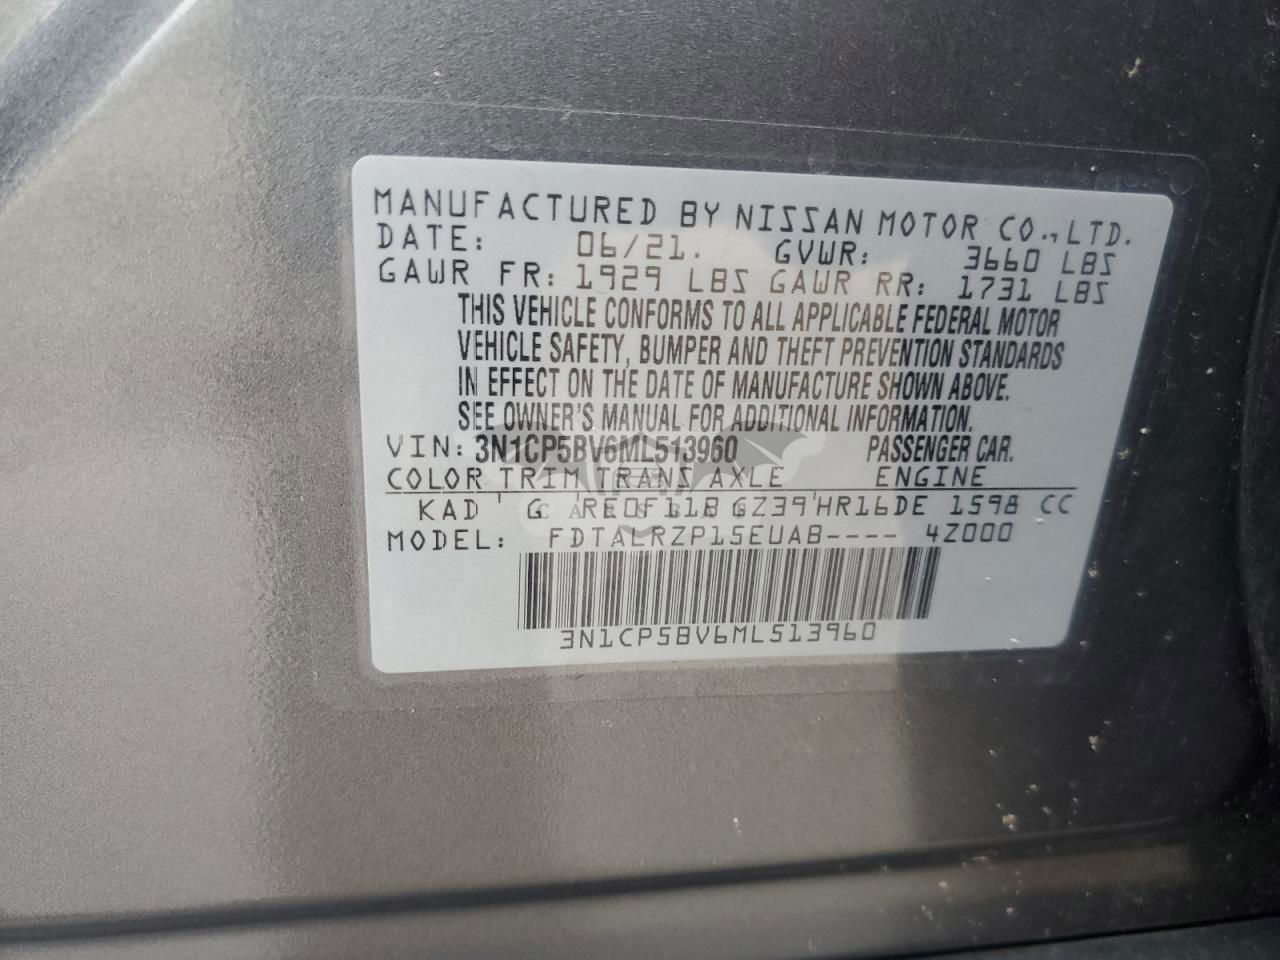 MANUFACTURED BY NISSAN MOTOR CO., LTD.
DATE: 06/21. GVWR: 3660 LBS
GAWR FR: 1929 LBS GAWR RR: 1731 LBS
THIS VEHICLE CONFORMS TO ALL APPLICABLE FEDERAL MOTOR
VEHICLE SAFETY, BUMPER AND THEFT PREVENTION STANDARDS
IN EFFECT ON THE DATE OF MANUFACTURE SHOWN ABOVE.
SEE OWNER'S MANUAL FOR ADDITIONAL INFORMATION.
VIN: 3N1CP5BV6ML513960 PASSENGER CAR.
COLOR TRIM TRANS AXLE ENGINE
KAD G RE0F11B GZ39 HR16DE 1598 CC
MODEL: FDTALRZP15EUAB---- 4Z000
3N1CP5BV6ML513960